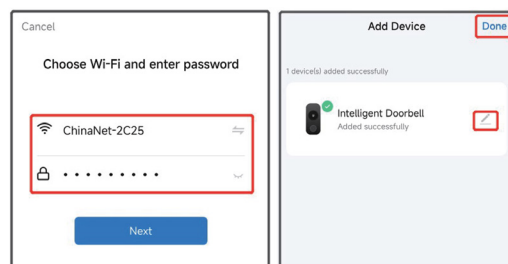 Cancel
Choose Wi-Fi and enter password
ChinaNet-2C25
Next
Add Device
Done
1 device(s) added successfully
Intelligent Doorbell
Added successfully